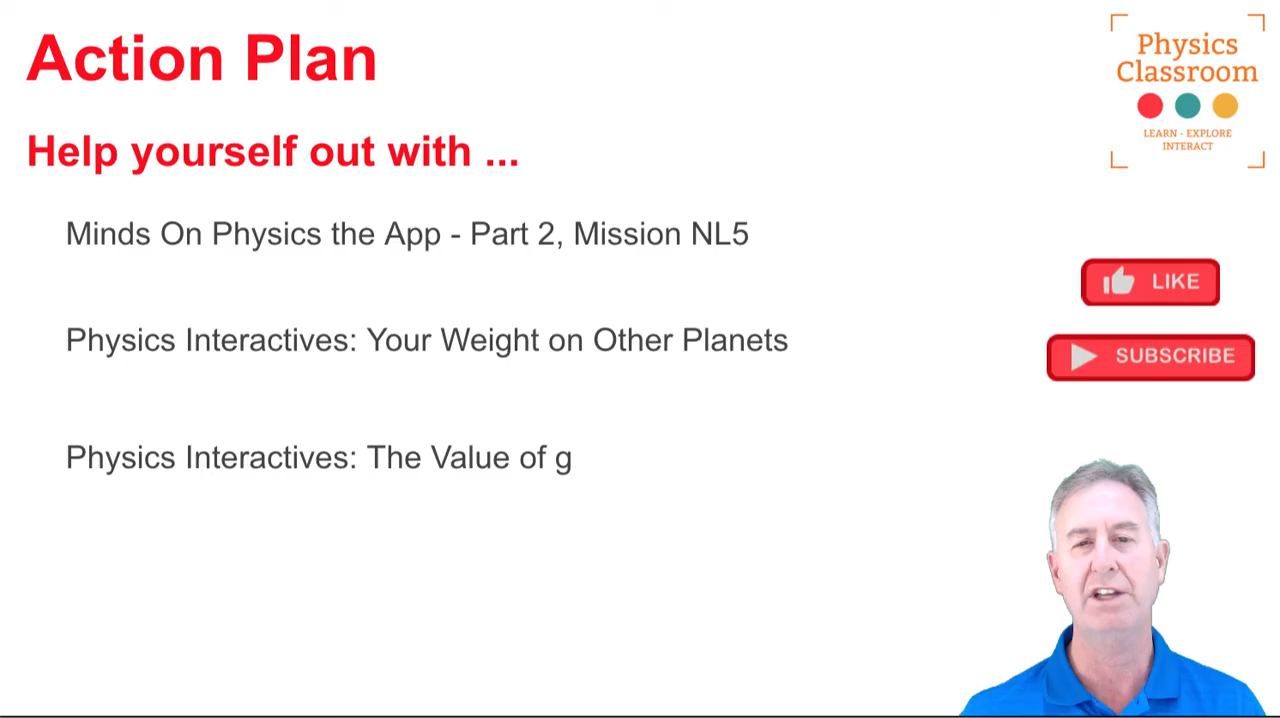 Action Plan
Physics
Classroom
LEARN - EXPLORE
INTERACT
Help yourself out with ...
Minds On Physics the App - Part 2, Mission NL5
LIKE
Physics Interactives: Your Weight on Other Planets
SUBSCRIBE
Physics Interactives: The Value of g